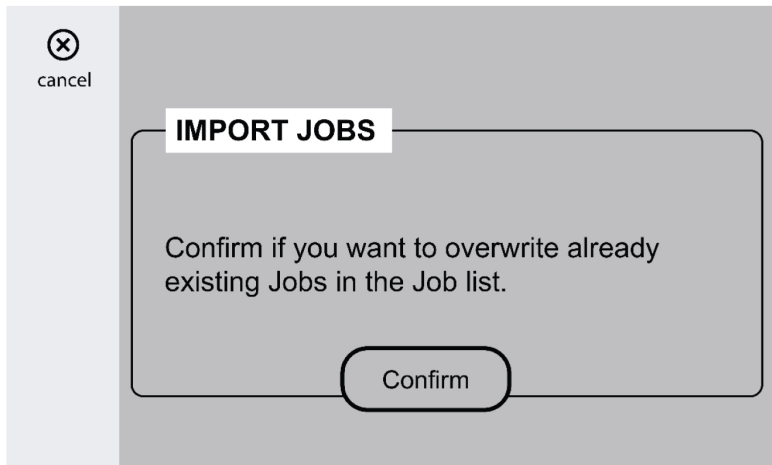 cancel
IMPORT JOBS
Confirm if you want to overwrite already
existing Jobs in the Job list.
Confirm